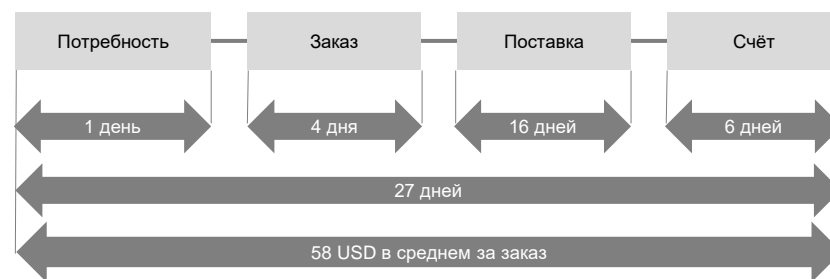 Потребность
Заказ
Поставка
Счёт
1 день
4 дня
16 дней
6 дней
27 дней
58 USD в среднем за заказ